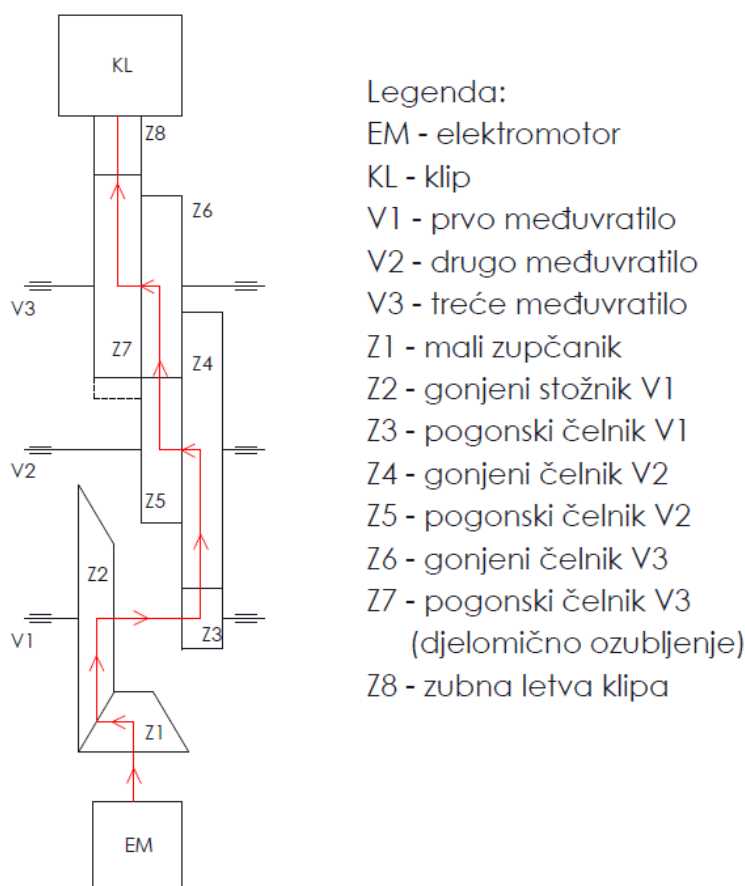 KL
Z8
Z6
V3
Z7
Z4
V2
Z5
Z2
V1
Z3
Z1
EM
Legenda:
EM - elektromotor
KL - klip
V1 - prvo međuvratilo
V2 - drugo međuvratilo
V3 - treće međuvratilo
Z1 - mali zupčanik
Z2 - gonjeni stožnik V1
Z3 - pogonski čelnik V1
Z4 - gonjeni čelnik V2
Z5 - pogonski čelnik V2
Z6 - gonjeni čelnik V3
Z7 - pogonski čelnik V3
(djelomično ozubljenje)
Z8 - zubna letva klipa